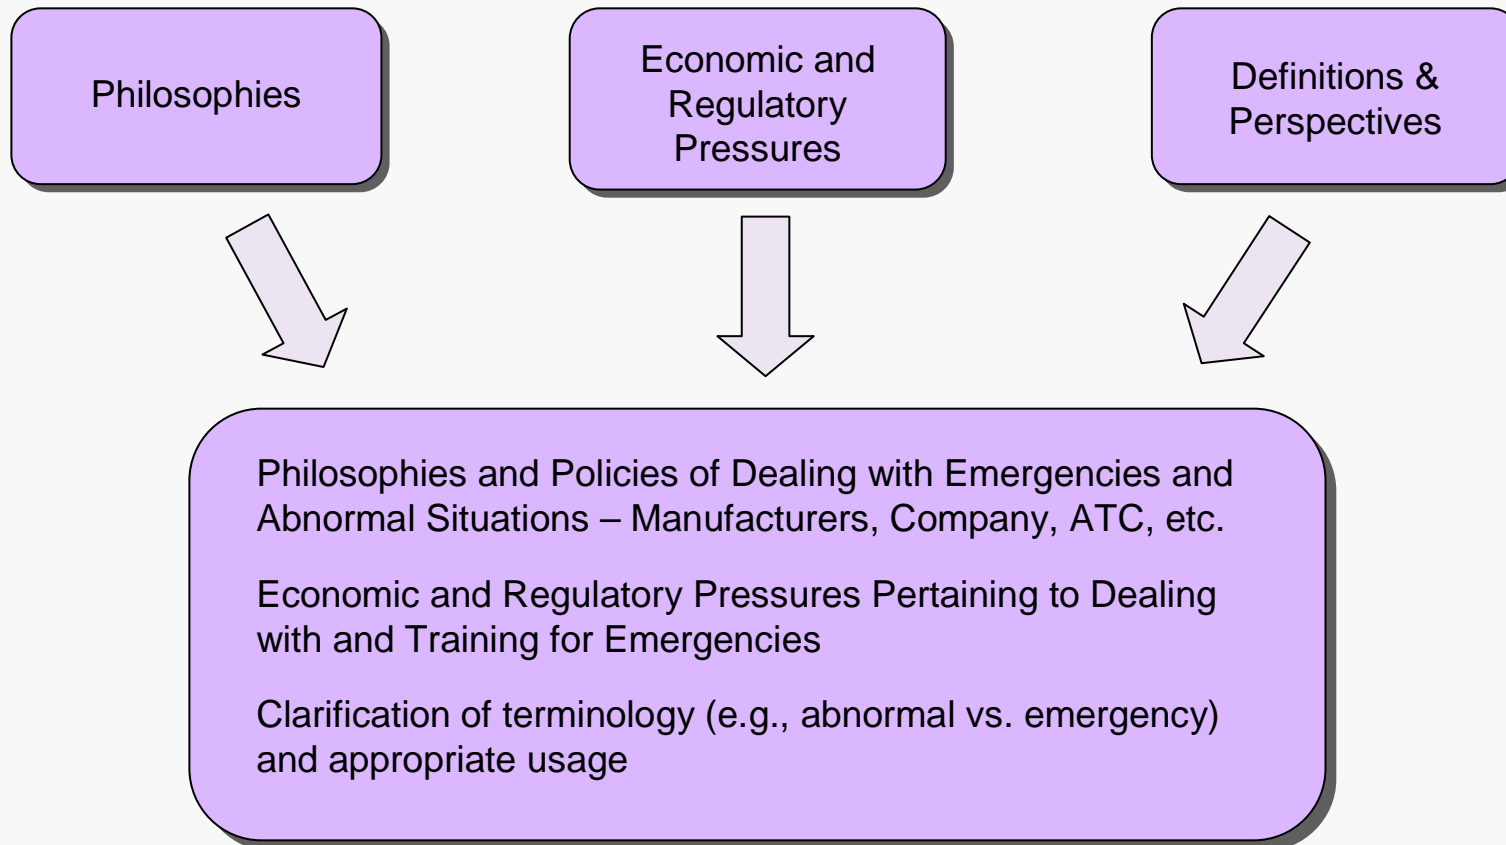 Philosophies
Economic and
Regulatory
Pressures
Definitions &
Perspectives
Philosophies and Policies of Dealing with Emergencies and
Abnormal Situations – Manufacturers, Company, ATC, etc.
Economic and Regulatory Pressures Pertaining to Dealing
with and Training for Emergencies
Clarification of terminology (e.g., abnormal vs. emergency)
and appropriate usage